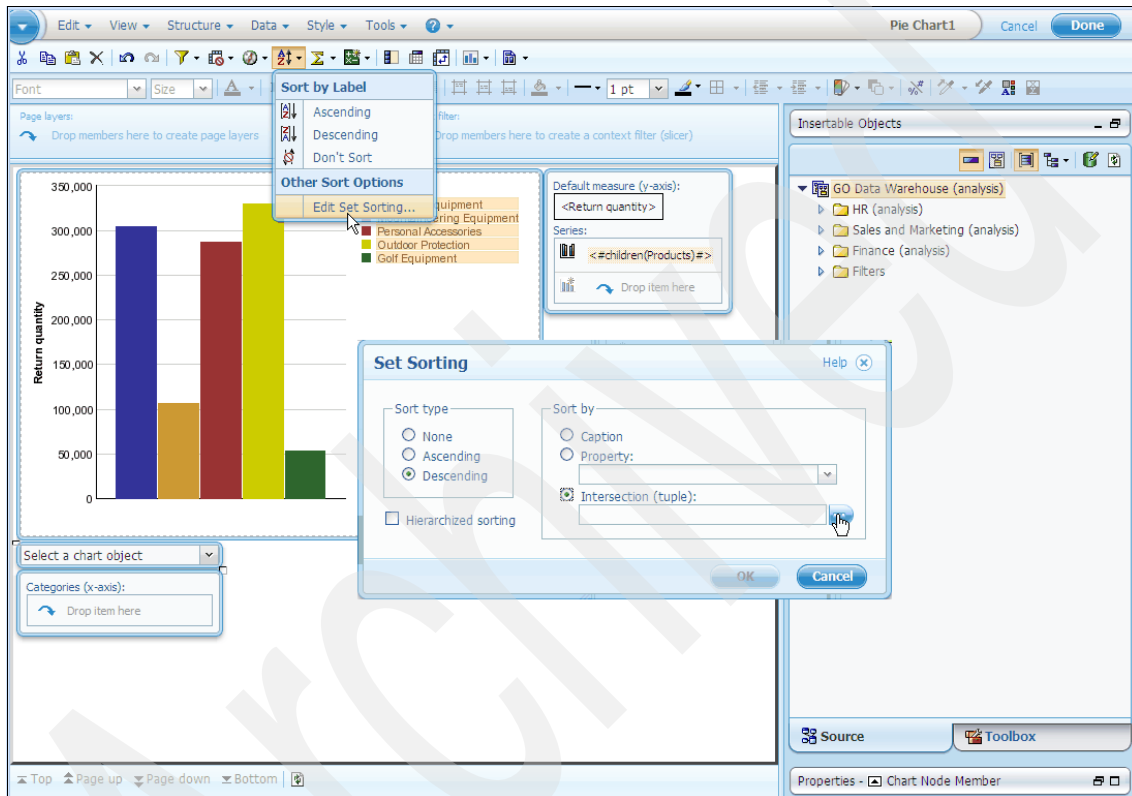 Edit View Structure Data Style Tools Pie Chart1 Cancel Done
Font Size 1 pt
Sort by Label
Ascending
Descending
Don't Sort
Other Sort Options
Edit Set Sorting...
Page layers:
Drop members here to create page layers
filter:
Drop members here to create a context filter (slicer)
350,000
300,000
250,000
200,000
150,000
100,000
50,000
0
Return quantity
Equipment
Mountaineering Equipment
Personal Accessories
Outdoor Protection
Golf Equipment
Default measure (y-axis):
<Return quantity>
Series:
<#children(Products)#>
Drop item here
Select a chart object
Categories (x-axis):
Drop item here
Set Sorting Help
Sort type
None
Ascending
Descending
Hierarchized sorting
Sort by
Caption
Property:
Intersection (tuple):
OK Cancel
Insertable Objects
GO Data Warehouse (analysis)
HR (analysis)
Sales and Marketing (analysis)
Finance (analysis)
Filters
Source Toolbox
Top Page up Page down Bottom
Properties - Chart Node Member
Archived